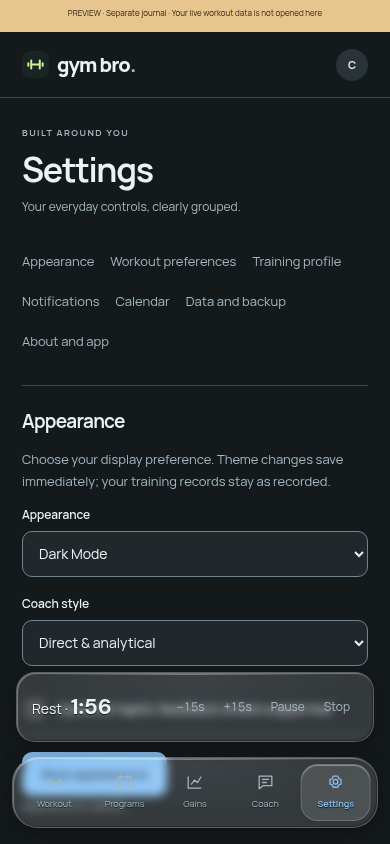 PREVIEW · Separate journal · Your live workout data is not opened here
gym bro.
C
BUILT AROUND YOU
Settings
Your everyday controls, clearly grouped.
Appearance Workout preferences Training profile
Notifications Calendar Data and backup
About and app
Appearance
Choose your display preference. Theme changes save
immediately; your training records stay as recorded.
Appearance
Dark Mode
Coach style
Direct & analytical
Rest · 1:56 −15s +15s Pause Stop
Workout Programs Gains Coach Settings